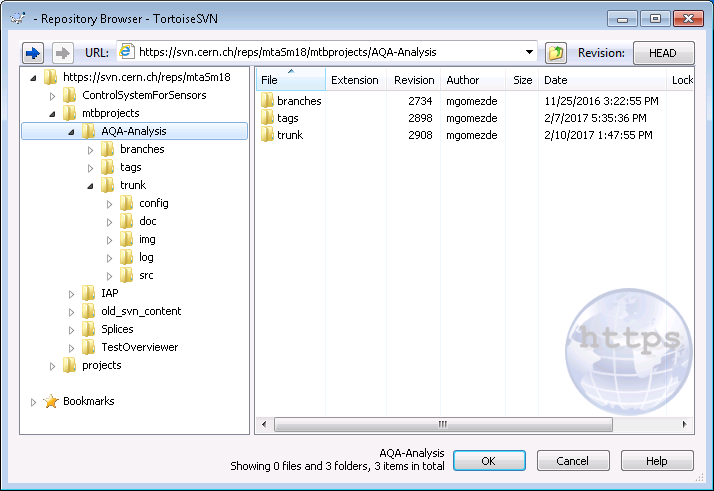 - Repository Browser - TortoiseSVN
URL: https://svn.cern.ch/reps/mtaSm18/mtbprojects/AQA-Analysis Revision: HEAD
https://svn.cern.ch/reps/mtaSm18
ControlSystemForSensors
mtbprojects
AQA-Analysis
branches
tags
trunk
config
doc
img
log
src
IAP
old_svn_content
Splices
TestOverviewer
projects
Bookmarks
File Extension Revision Author Size Date Lock
branches 2734 mgomezde 11/25/2016 3:22:55 PM
tags 2898 mgomezde 2/7/2017 5:35:36 PM
trunk 2908 mgomezde 2/10/2017 1:47:55 PM
https
AQA-Analysis
Showing 0 files and 3 folders, 3 items in total
OK Cancel Help